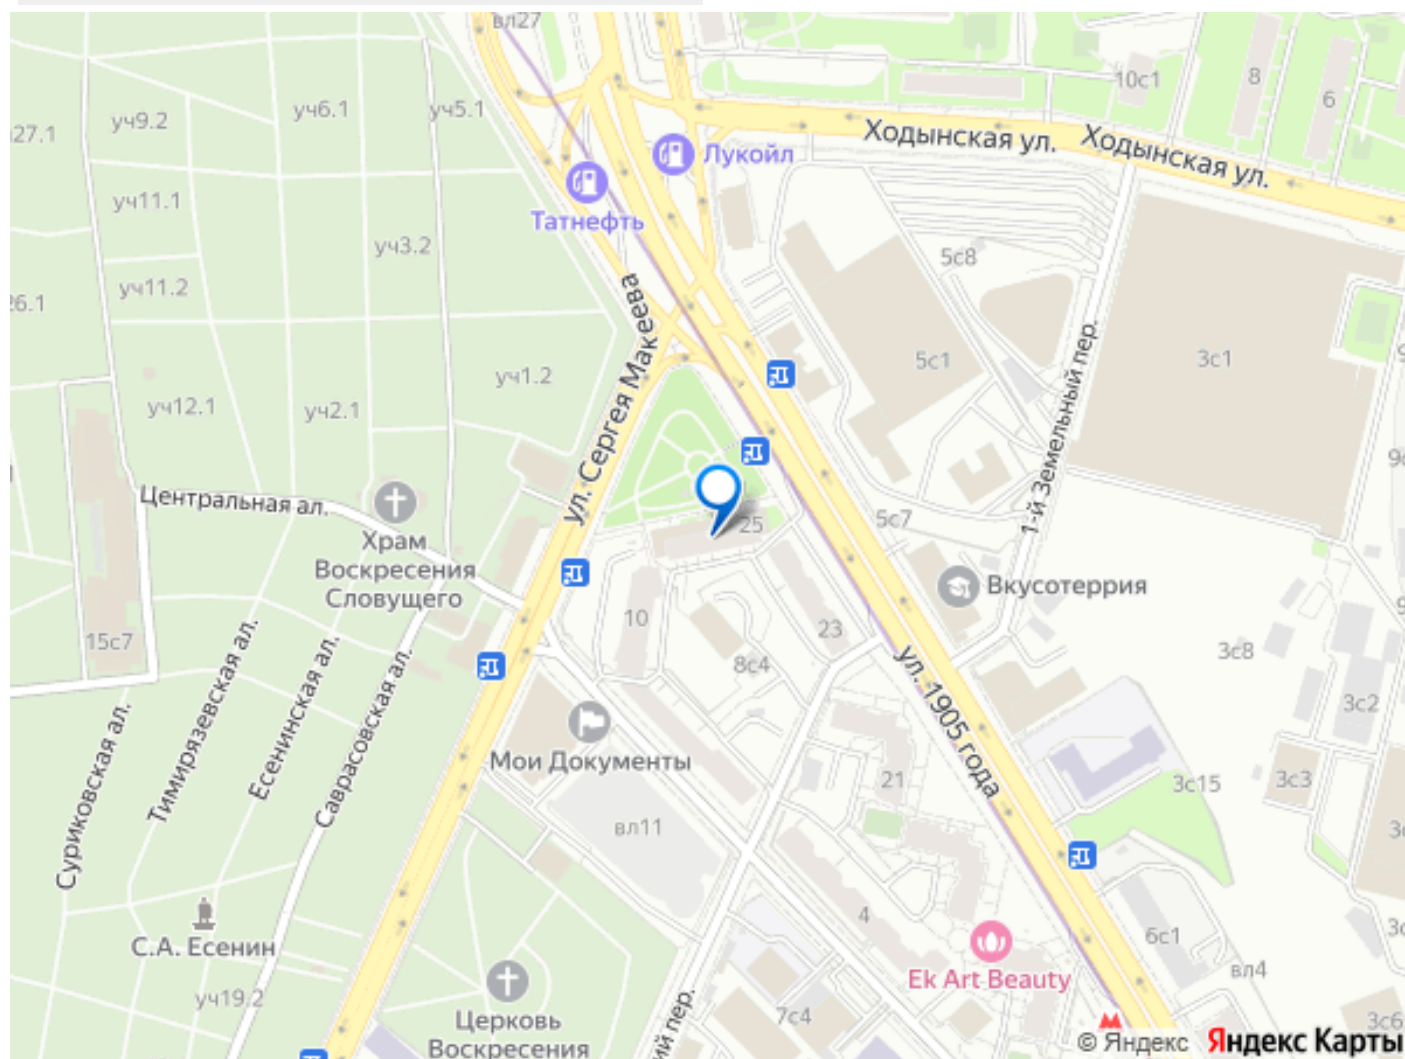 вл27
10с1
8
6
уч9.2
уч6.1
уч5.1
27.1
Лукойл
Ходынская ул.
Ходынская ул.
уч11.1
Татнефть
уч3.2
5с8
уч11.2
6.1
ул. Сергея Макеева
5с1
3с1
1-й Земельный пер.
уч1.2
уч12.1
уч2.1
Центральная ал.
25
5с7
Храм
Воскресения
Словущего
Вкусотеррия
10
23
15с7
8с4
3с8
ул. 1905 года
Тимирязевская ал.
Есенинская ал.
Саврасовская ал.
Суриковская ал.
3с2
Мои Документы
21
3с15
3с3
вл11
4
С.А. Есенин
6с1
Ek Art Beauty
вл4
уч19.2
7с4
Церковь
Воскресения
ий пер.
3с6
© Яндекс Яндекс Карты